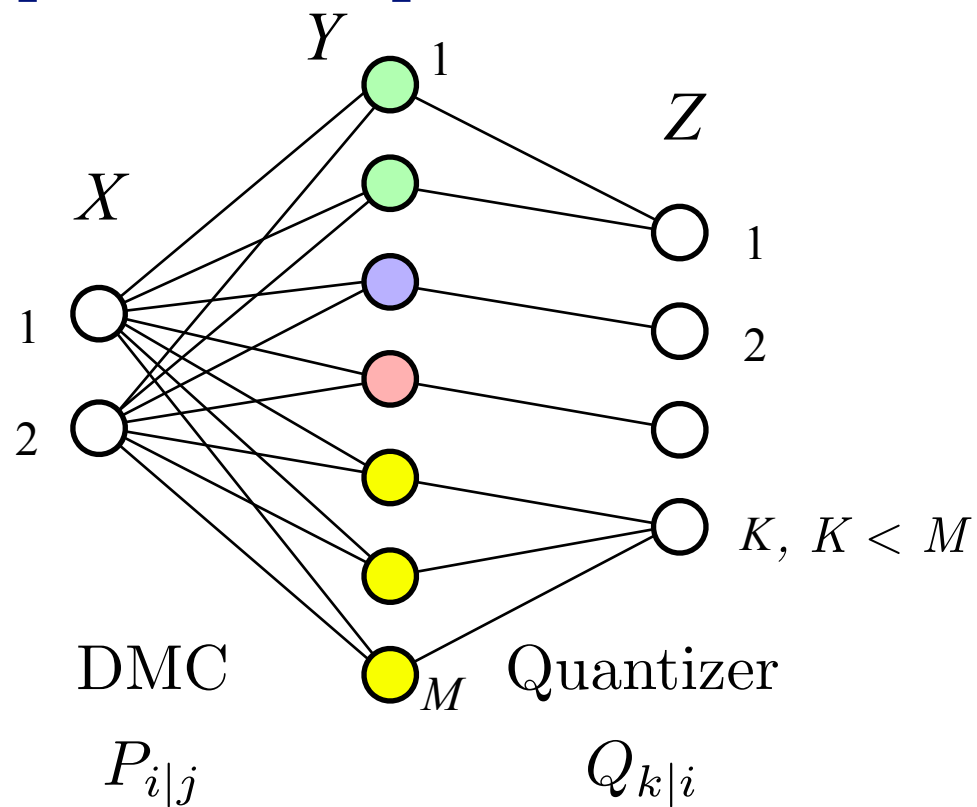 Y
1
Z
X
1
1
2
2
K, K < M
M
DMC
Quantizer
P_{i|j}
Q_{k|i}